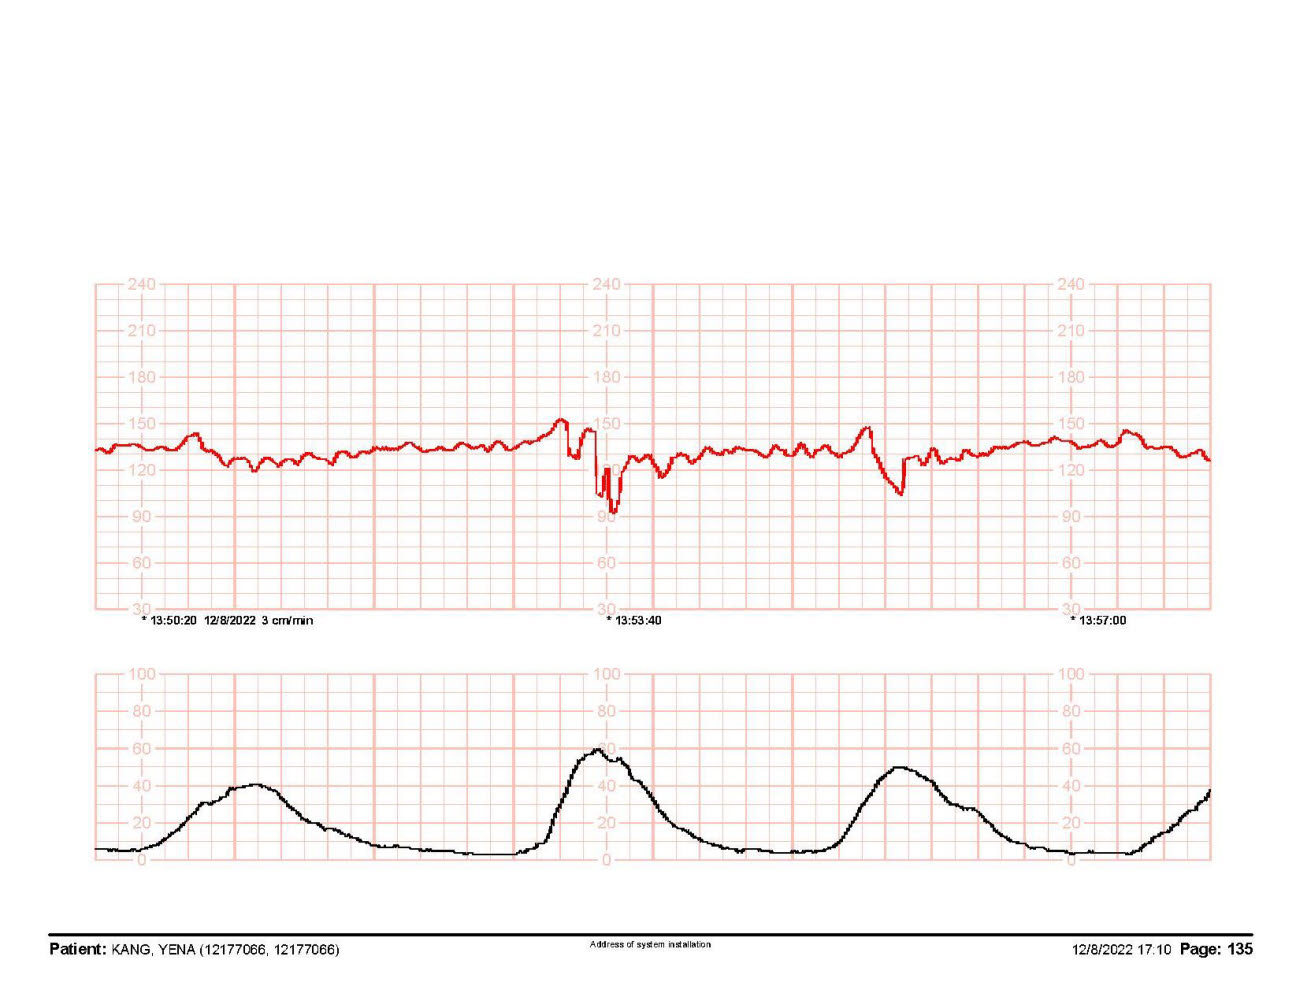 240 240 240
210 210 210
180 180 180
150 150 150
120 120 120
90 90 90
60 60 60
30 30 30
* 13:50:20 12/8/2022 3 cm/min * 13:53:40 * 13:57:00
100 100 100
80 80 80
60 60 60
40 40 40
20 20 20
0 0 0
Patient: KANG, YENA (12177066, 12177066) Address of system installation 12/8/2022 17:10 Page: 135